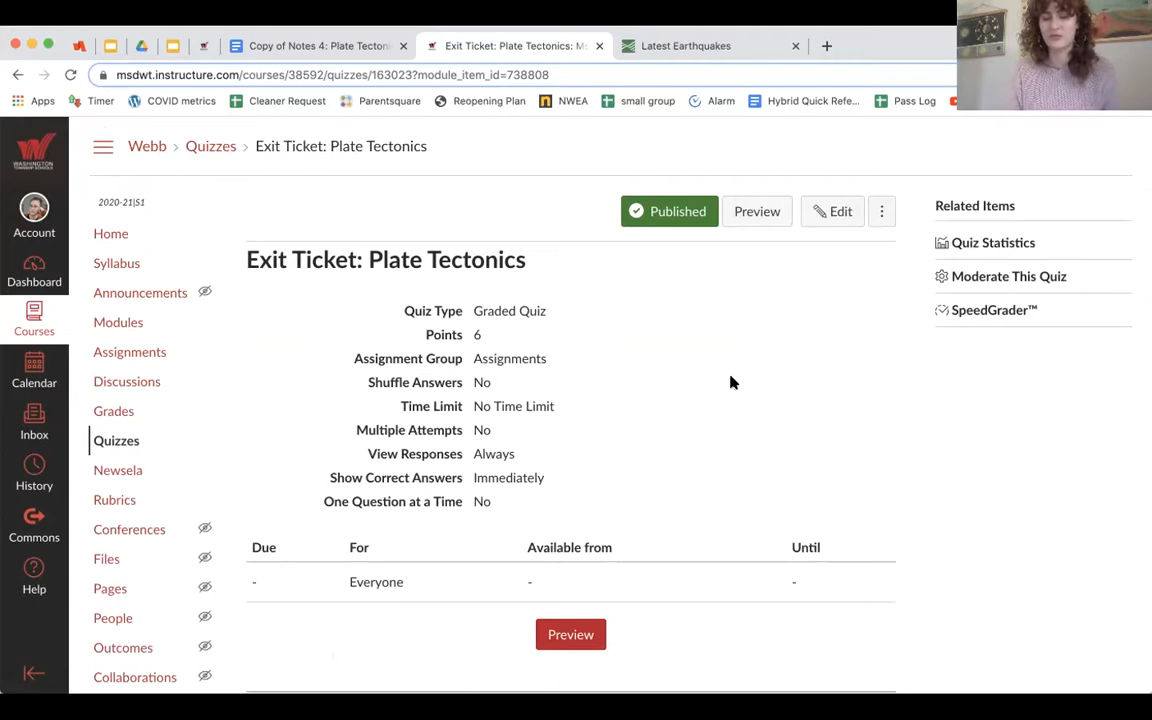 Copy of Notes 4: Plate Tectoni
Exit Ticket: Plate Tectonics: M
Latest Earthquakes
msdwt.instructure.com/courses/38592/quizzes/163023?module_item_id=738808
Apps Timer COVID metrics Cleaner Request Parentsquare Reopening Plan NWEA small group Alarm Hybrid Quick Refe... Pass Log
WASHINGTON
TOWNSHIP SCHOOLS
Account
Dashboard
Courses
Calendar
Inbox
History
Commons
Help
Webb › Quizzes › Exit Ticket: Plate Tectonics
2020-21|S1
Home
Syllabus
Announcements
Modules
Assignments
Discussions
Grades
Quizzes
Newsela
Rubrics
Conferences
Files
Pages
People
Outcomes
Collaborations
Published Preview Edit
Exit Ticket: Plate Tectonics
Quiz Type Graded Quiz
Points 6
Assignment Group Assignments
Shuffle Answers No
Time Limit No Time Limit
Multiple Attempts No
View Responses Always
Show Correct Answers Immediately
One Question at a Time No
Due For Available from Until
- Everyone - -
Preview
Related Items
Quiz Statistics
Moderate This Quiz
SpeedGrader™